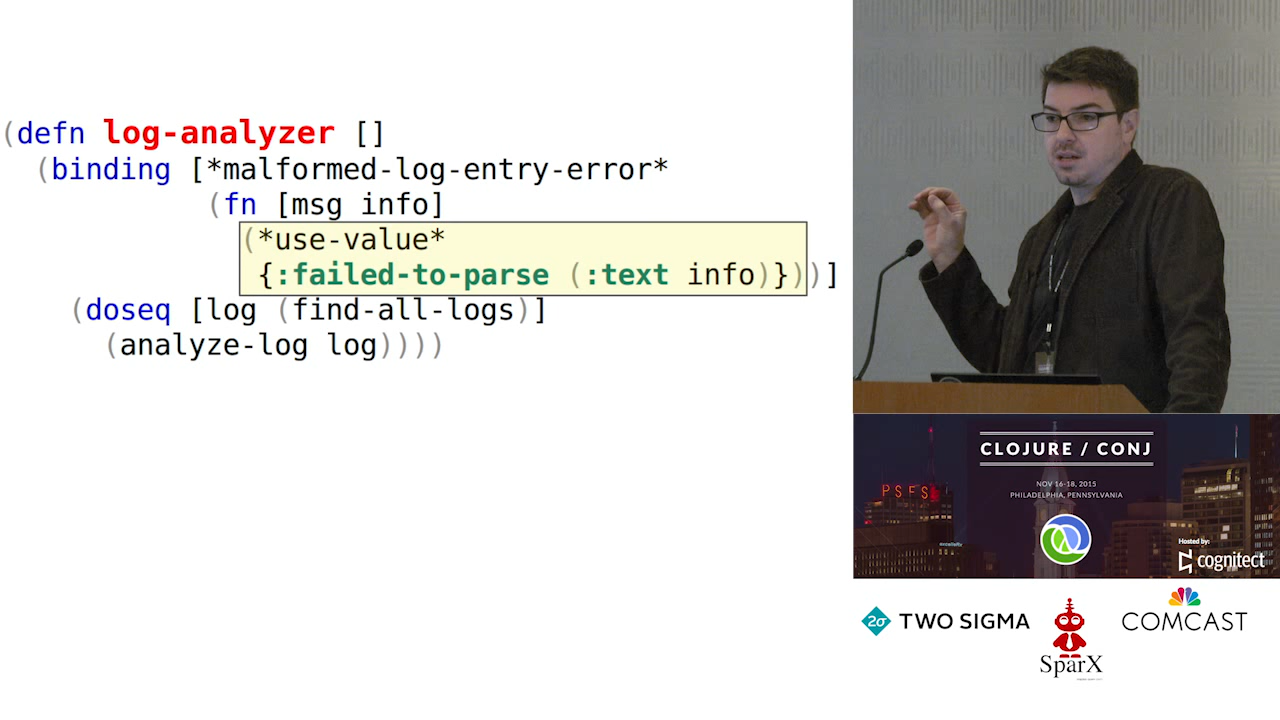 (defn log-analyzer []
(binding [*malformed-log-entry-error*
(fn [msg info]
(*use-value*
{:failed-to-parse (:text info)}))]
(doseq [log (find-all-logs)]
(analyze-log log))))
CLOJURE / CONJ
NOV 16-18, 2015
PHILADELPHIA, PENNSYLVANIA
PSFS
Hosted by:
cognitect
2σ TWO SIGMA
SparX
COMCAST